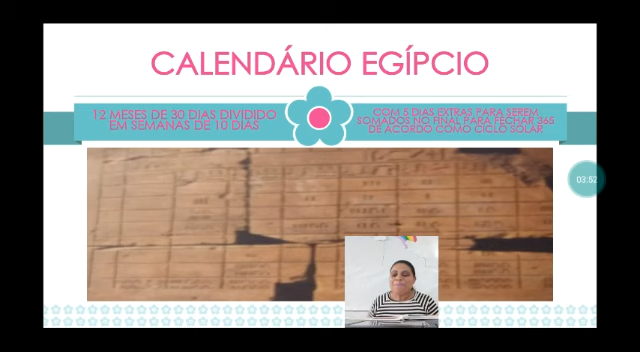 CALENDÁRIO EGÍPCIO
12 MESES DE 30 DIAS DIVIDIDO
EM SEMANAS DE 10 DIAS
COM 5 DIAS EXTRAS PARA SEREM
SOMADOS NO FINAL PARA FECHAR 365
DE ACORDO COMO CICLO SOLAR
03:52